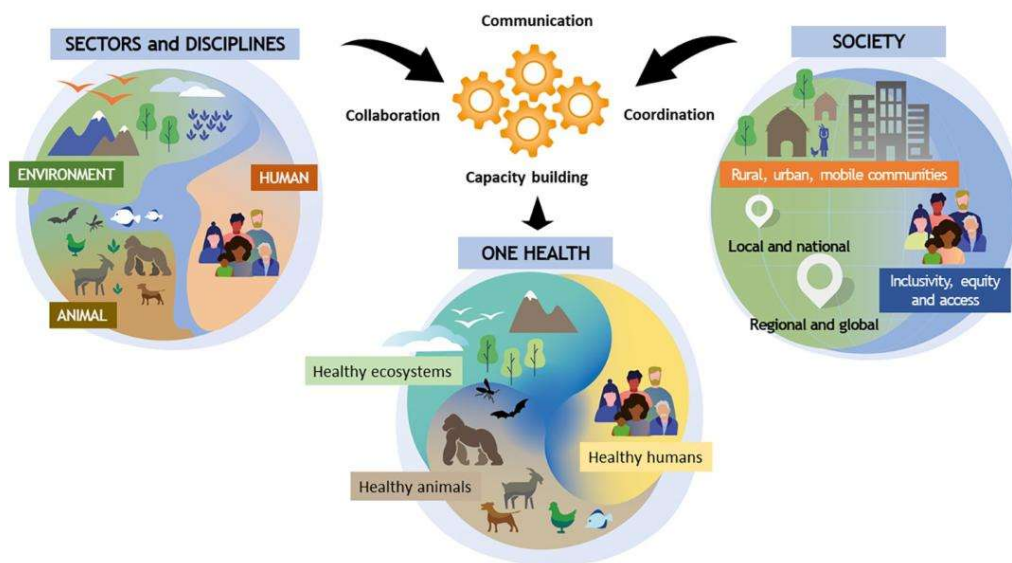 Communication
SECTORS and DISCIPLINES
SOCIETY
Collaboration
Coordination
ENVIRONMENT
HUMAN
Capacity building
Rural, urban, mobile communities
Local and national
ONE HEALTH
Inclusivity, equity
and access
ANIMAL
Regional and global
Healthy ecosystems
Healthy humans
Healthy animals